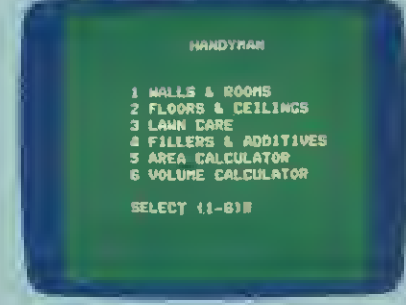 HANDYMAN
1 WALLS & ROOMS
2 FLOORS & CEILINGS
3 LAWN CARE
4 FILLERS & ADDITIVES
5 AREA CALCULATOR
6 VOLUME CALCULATOR
SELECT (1-6)